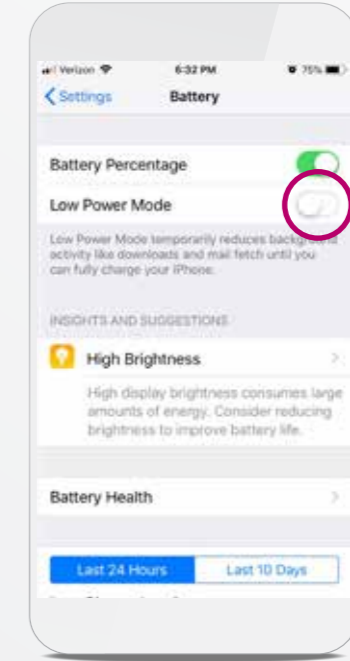 Verizon 6:32 PM 75%
Settings Battery
Battery Percentage
Low Power Mode
Low Power Mode temporarily reduces background
activity like downloads and mail fetch until you
can fully charge your iPhone.
INSIGHTS AND SUGGESTIONS
High Brightness
High display brightness consumes large
amounts of energy. Consider reducing
brightness to improve battery life.
Battery Health
Last 24 Hours Last 10 Days